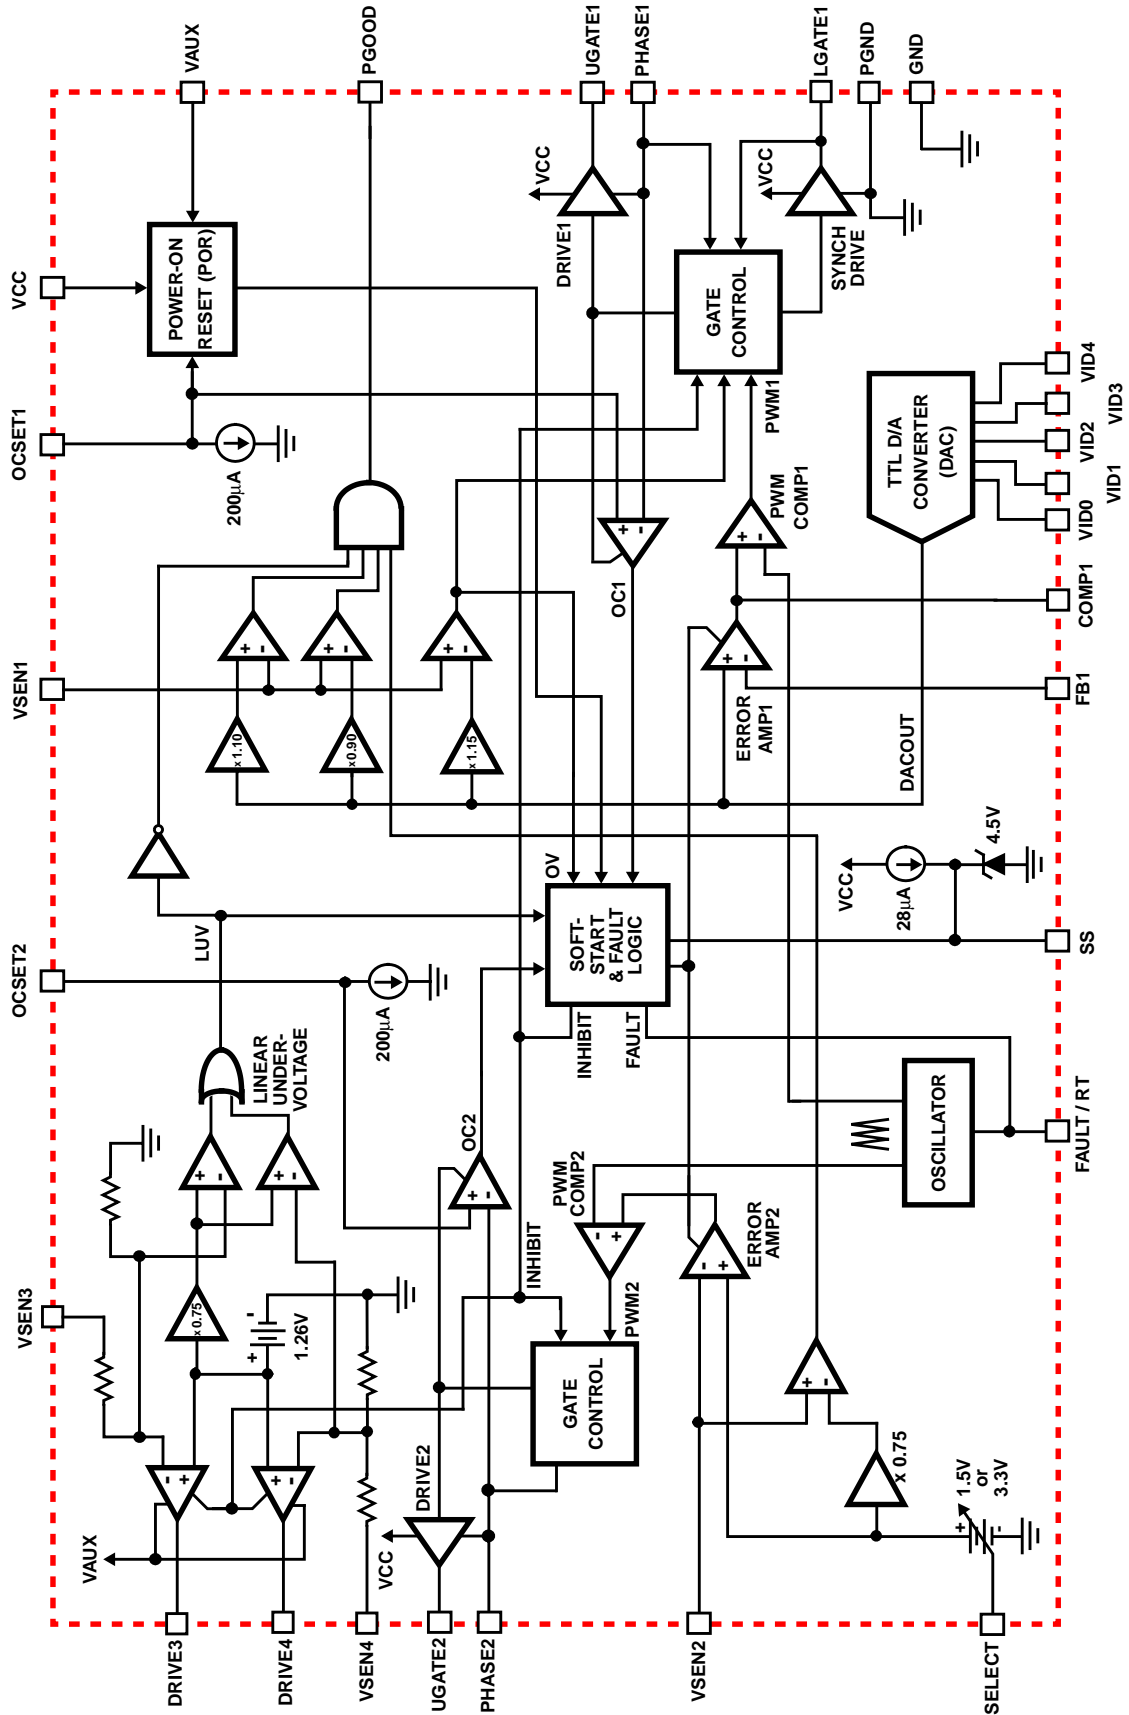 VSEN3
OCSET2
VSEN1
OCSET1
VCC
DRIVE3
DRIVE4
VSEN4
UGATE2
PHASE2
VSEN2
SELECT
VAUX
PGOOD
UGATE1
PHASE1
LGATE1
PGND
GND
FAULT / RT
SS
FB1
COMP1
VID0
VID1
VID2
VID3
VID4
VAUX
-
+
+
-
x 0.75
+
-
1.26V
+
-
+
-
LINEAR
UNDER-
VOLTAGE
LUV
200µA
VCC
DRIVE2
OC2
+
-
GATE
CONTROL
INHIBIT
PWM2
PWM
COMP2
-
+
ERROR
AMP2
-
+
+
-
x 0.75
1.5V
or
3.3V
+
-
OSCILLATOR
INHIBIT
FAULT
SOFT-
START
& FAULT
LOGIC
OV
VCC
28µA
4.5V
x 1.10
x 0.90
x 1.15
+
-
+
-
+
-
POWER-ON
RESET (POR)
200µA
OC1
+
-
DRIVE1
VCC
GATE
CONTROL
PWM1
SYNCH
DRIVE
VCC
PWM
COMP1
+
-
ERROR
AMP1
+
-
DACOUT
TTL D/A
CONVERTER
(DAC)